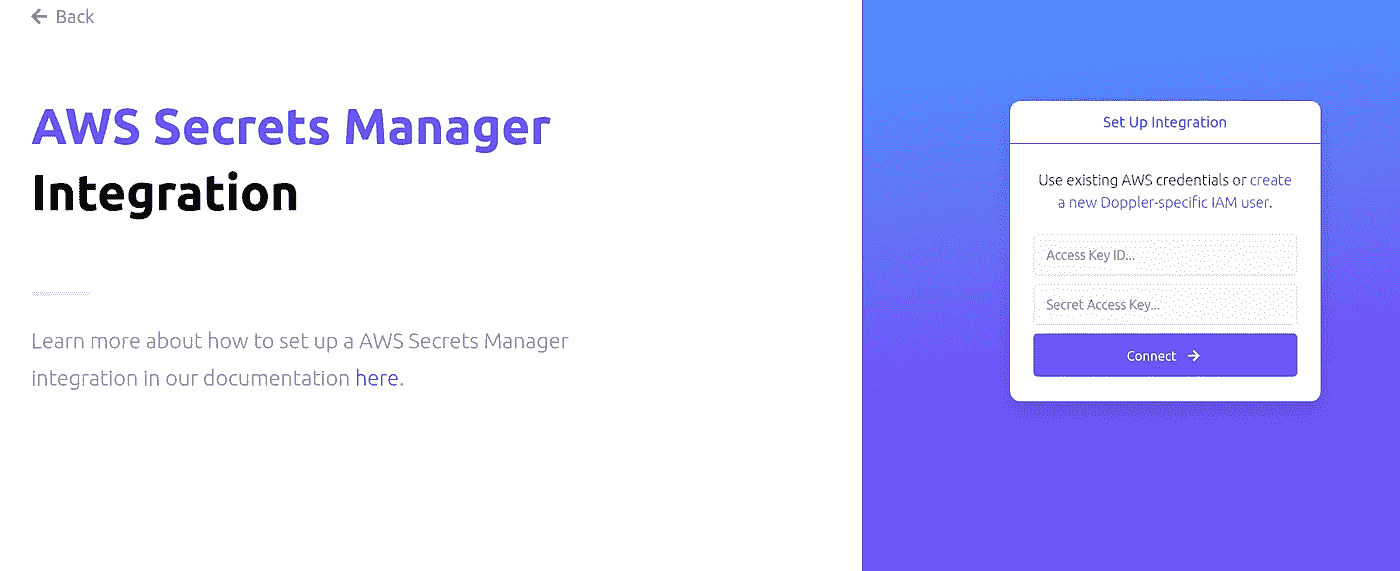 Back
AWS Secrets Manager
Integration
Learn more about how to set up a AWS Secrets Manager
integration in our documentation here.
Set Up Integration
Use existing AWS credentials or create
a new Doppler-specific IAM user.
Access Key ID...
Secret Access Key...
Connect